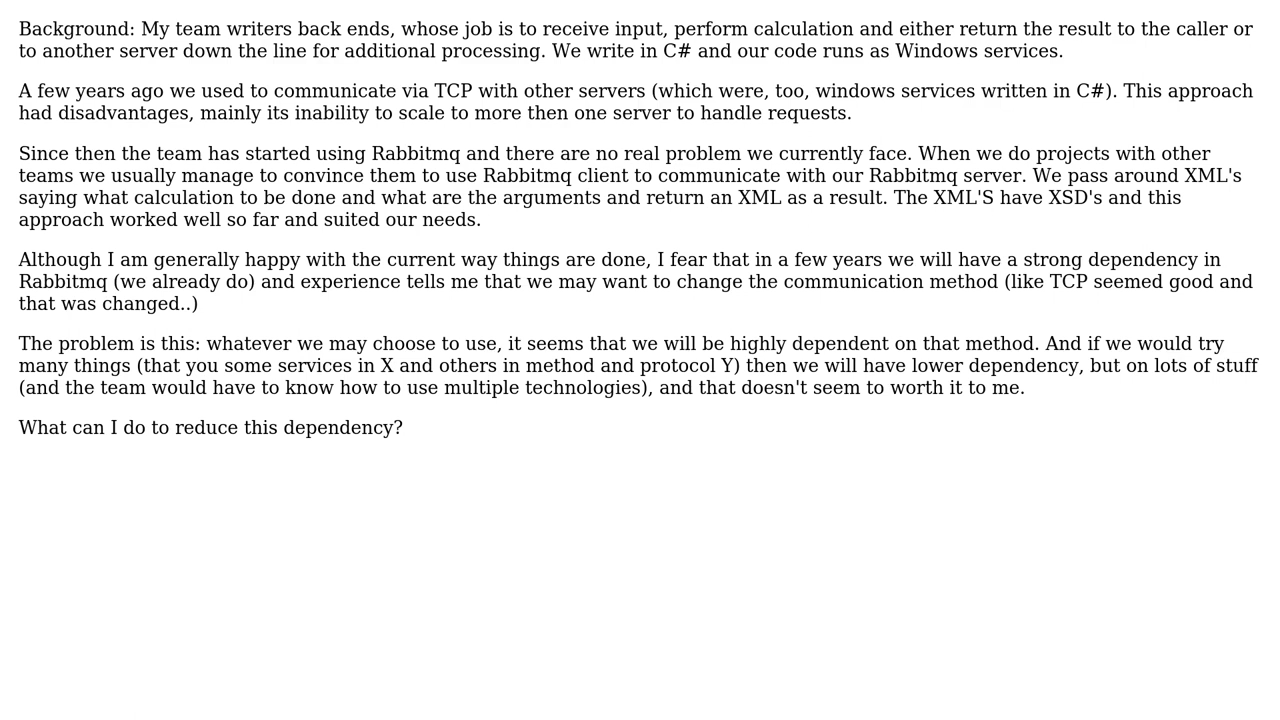 Background: My team writers back ends, whose job is to receive input, perform calculation and either return the result to the caller or
to another server down the line for additional processing. We write in C# and our code runs as Windows services.
A few years ago we used to communicate via TCP with other servers (which were, too, windows services written in C#). This approach
had disadvantages, mainly its inability to scale to more then one server to handle requests.
Since then the team has started using Rabbitmq and there are no real problem we currently face. When we do projects with other
teams we usually manage to convince them to use Rabbitmq client to communicate with our Rabbitmq server. We pass around XML's
saying what calculation to be done and what are the arguments and return an XML as a result. The XML'S have XSD's and this
approach worked well so far and suited our needs.
Although I am generally happy with the current way things are done, I fear that in a few years we will have a strong dependency in
Rabbitmq (we already do) and experience tells me that we may want to change the communication method (like TCP seemed good and
that was changed..)
The problem is this: whatever we may choose to use, it seems that we will be highly dependent on that method. And if we would try
many things (that you some services in X and others in method and protocol Y) then we will have lower dependency, but on lots of stuff
(and the team would have to know how to use multiple technologies), and that doesn't seem to worth it to me.
What can I do to reduce this dependency?